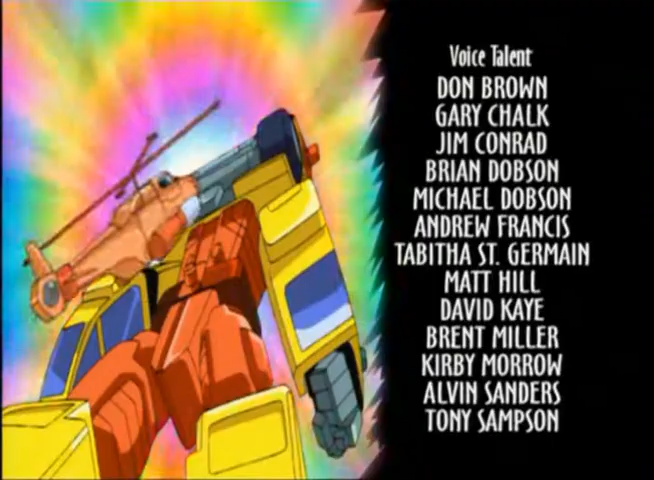 Voice Talent
DON BROWN
GARY CHALK
JIM CONRAD
BRIAN DOBSON
MICHAEL DOBSON
ANDREW FRANCIS
TABITHA ST. GERMAIN
MATT HILL
DAVID KAYE
BRENT MILLER
KIRBY MORROW
ALVIN SANDERS
TONY SAMPSON